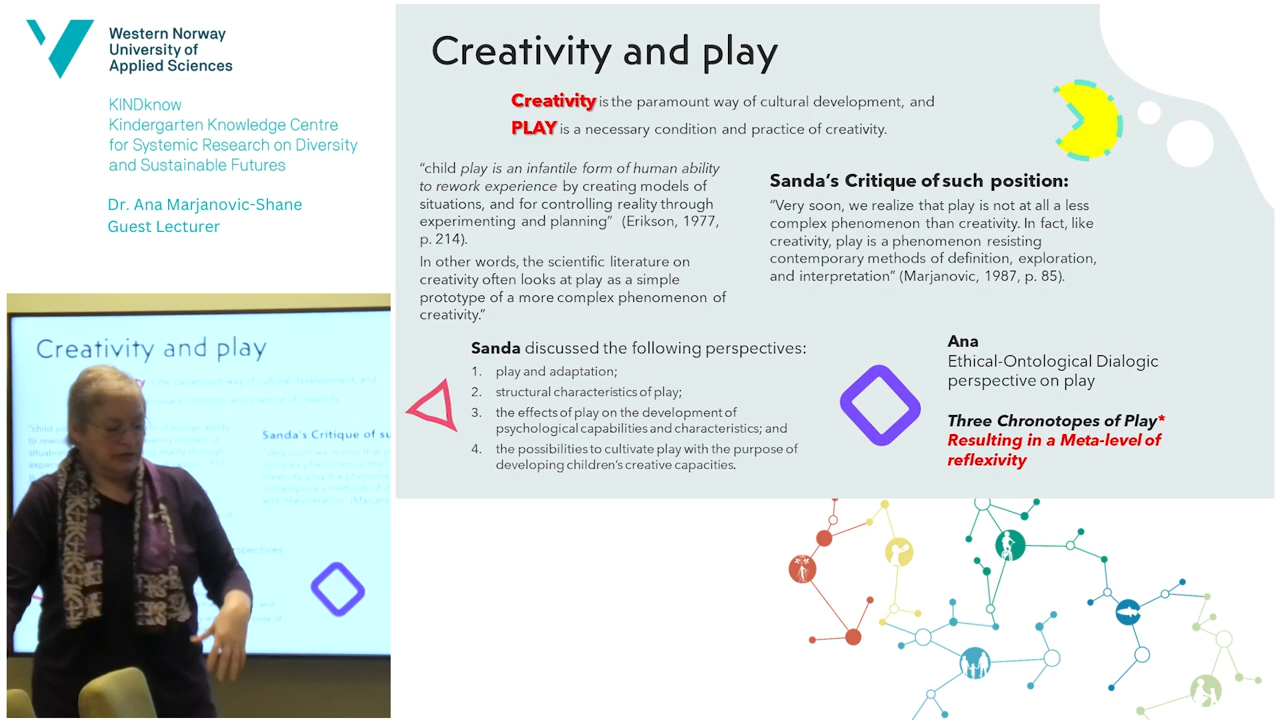 Western Norway
University of
Applied Sciences
KINDknow
Kindergarten Knowledge Centre
for Systemic Research on Diversity
and Sustainable Futures
Dr. Ana Marjanovic-Shane
Guest Lecturer
Creativity and play
Creativity is the paramount way of cultural development, and
PLAY is a necessary condition and practice of creativity.
“child play is an infantile form of human ability
to rework experience by creating models of
situations, and for controlling reality through
experimenting and planning” (Erikson, 1977,
p. 214).
In other words, the scientific literature on
creativity often looks at play as a simple
prototype of a more complex phenomenon of
creativity.”
Sanda’s Critique of such position:
“Very soon, we realize that play is not at all a less
complex phenomenon than creativity. In fact, like
creativity, play is a phenomenon resisting
contemporary methods of definition, exploration,
and interpretation” (Marjanovic, 1987, p. 85).
Sanda discussed the following perspectives:
1. play and adaptation;
2. structural characteristics of play;
3. the effects of play on the development of
psychological capabilities and characteristics; and
4. the possibilities to cultivate play with the purpose of
developing children’s creative capacities.
Ana
Ethical-Ontological Dialogic
perspective on play
Three Chronotopes of Play*
Resulting in a Meta-level of
reflexivity
Creativity and play
Sanda’s Critique of su